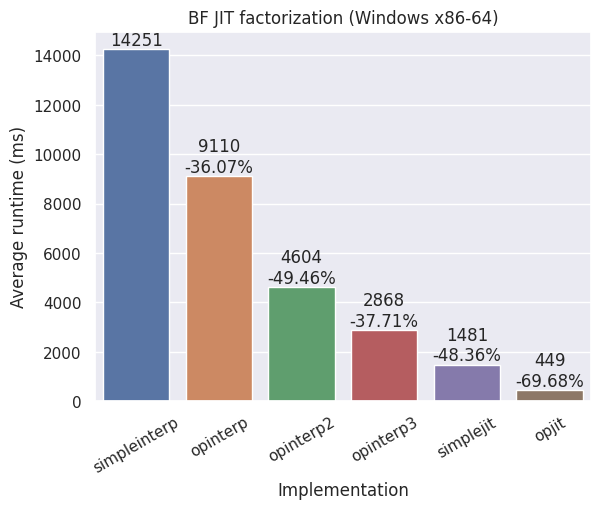 BF JIT factorization (Windows x86-64)
Average runtime (ms)
14000
12000
10000
8000
6000
4000
2000
0
14251
9110
-36.07%
4604
-49.46%
2868
-37.71%
1481
-48.36%
449
-69.68%
simpleinterp
opinterp
opinterp2
opinterp3
simplejit
opjit
Implementation